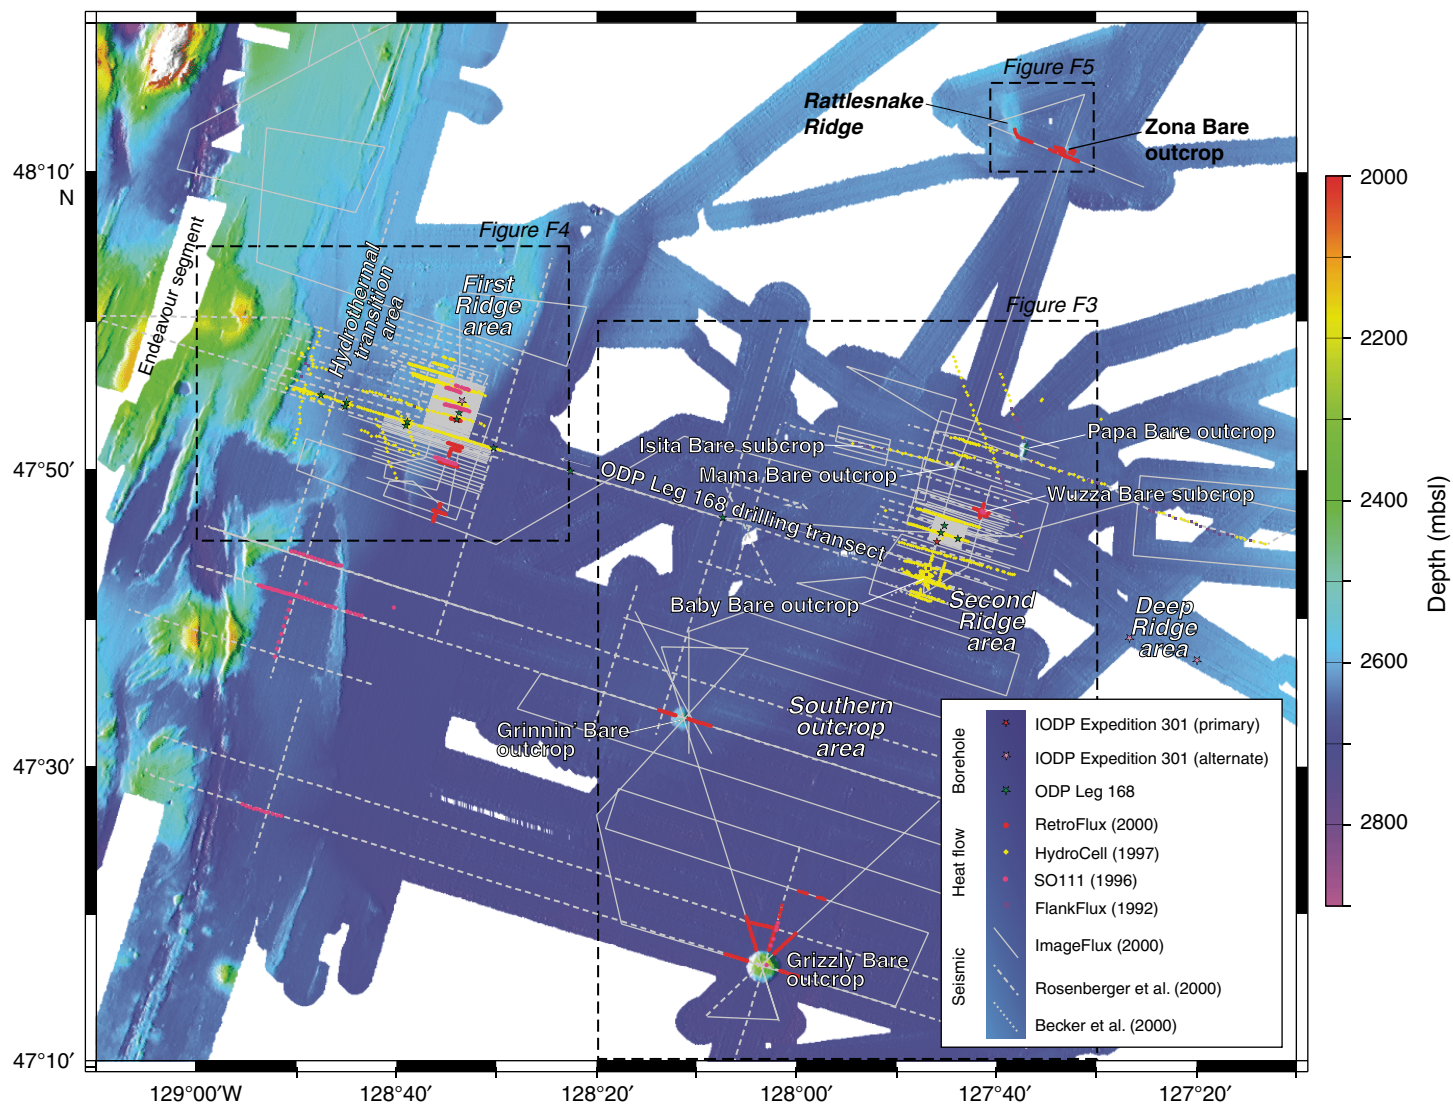 Figure F5
Rattlesnake
Ridge
Zona Bare
outcrop
48°10′
N
2000
Figure F4
Endeavour segment
Hydrothermal
transition
area
First
Ridge
area
Figure F3
2200
Isita Bare subcrop
Papa Bare outcrop
47°50′
ODP Leg 168 drilling transect
Mama Bare outcrop
Wuzza Bare subcrop
2400
Depth (mbsl)
Baby Bare outcrop
Second
Ridge
area
Deep
Ridge
area
2600
Grinnin' Bare
outcrop
Southern
outcrop
area
47°30′
2800
Grizzly Bare
outcrop
Borehole
IODP Expedition 301 (primary)
IODP Expedition 301 (alternate)
ODP Leg 168
Heat flow
RetroFlux (2000)
HydroCell (1997)
SO111 (1996)
FlankFlux (1992)
Seismic
ImageFlux (2000)
Rosenberger et al. (2000)
Becker et al. (2000)
47°10′
129°00′W
128°40′
128°20′
128°00′
127°40′
127°20′